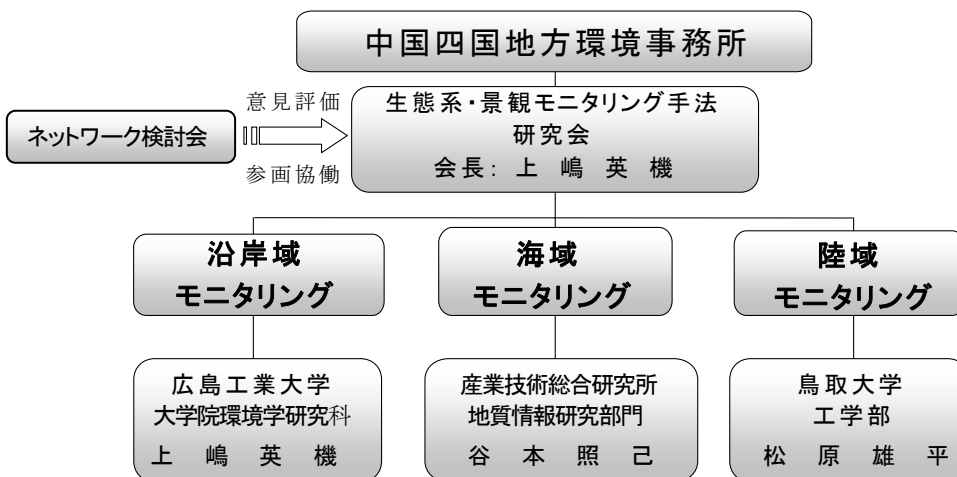 中国四国地方環境事務所
意見評価
生態系・景観モニタリング手法
研究会
会長：上嶋英機
ネットワーク検討会
参画協働
沿岸域
モニタリング
海域
モニタリング
陸域
モニタリング
広島工業大学
大学院環境学研究科
上嶋英機
産業技術総合研究所
地質情報研究部門
谷本照己
鳥取大学
工学部
松原雄平